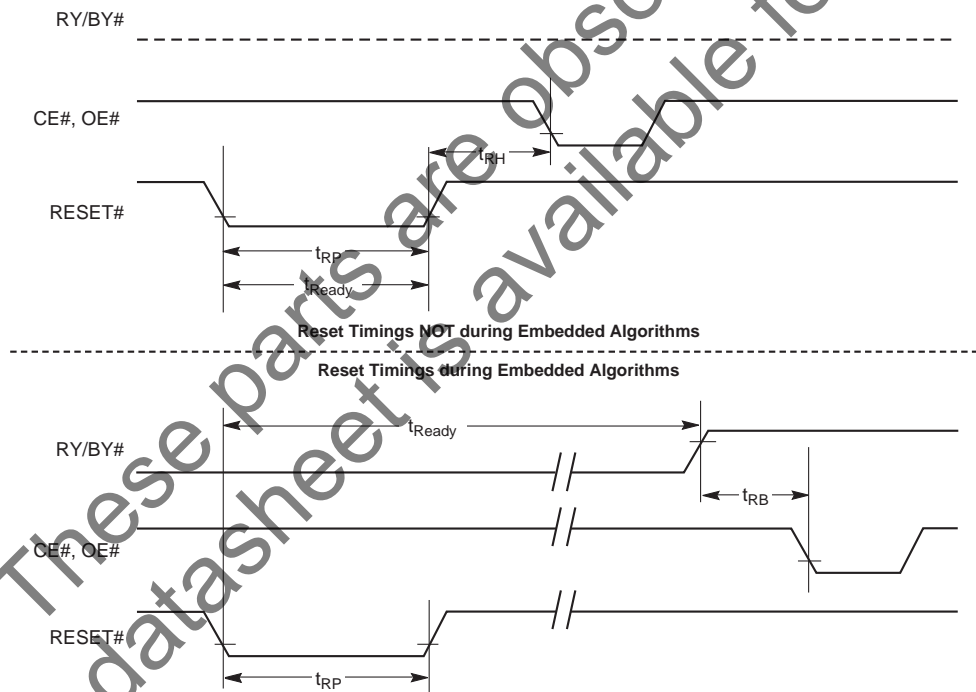 RY/BY#
CE#, OE#
tRH
RESET#
tRP
tReady
Reset Timings NOT during Embedded Algorithms
Reset Timings during Embedded Algorithms
tReady
RY/BY#
tRB
CE#, OE#
RESET#
tRP
These parts are
datasheet is available